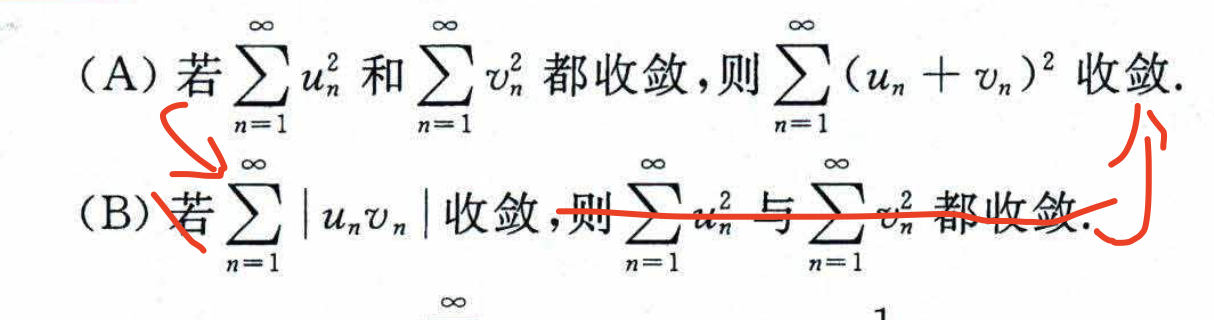 (A) 若 $\sum_{n=1}^{\infty} u_n^2$ 和 $\sum_{n=1}^{\infty} v_n^2$ 都收敛,则 $\sum_{n=1}^{\infty} (u_n + v_n)^2$ 收敛.
(B) 若 $\sum_{n=1}^{\infty} |u_n v_n|$ 收敛,则 $\sum_{n=1}^{\infty} u_n^2$ 与 $\sum_{n=1}^{\infty} v_n^2$ 都收敛.
∞ 1